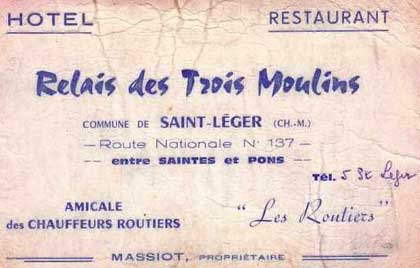 HOTEL RESTAURANT
Relais des Trois Moulins
COMMUNE DE SAINT-LÉGER (CH.-M.)
— Route Nationale N° 137 —
-- entre SAINTES et PONS --
Tél. 5 St Léger
AMICALE
des CHAUFFEURS ROUTIERS
"Les Routiers"
MASSIOT, PROPRIÉTAIRE